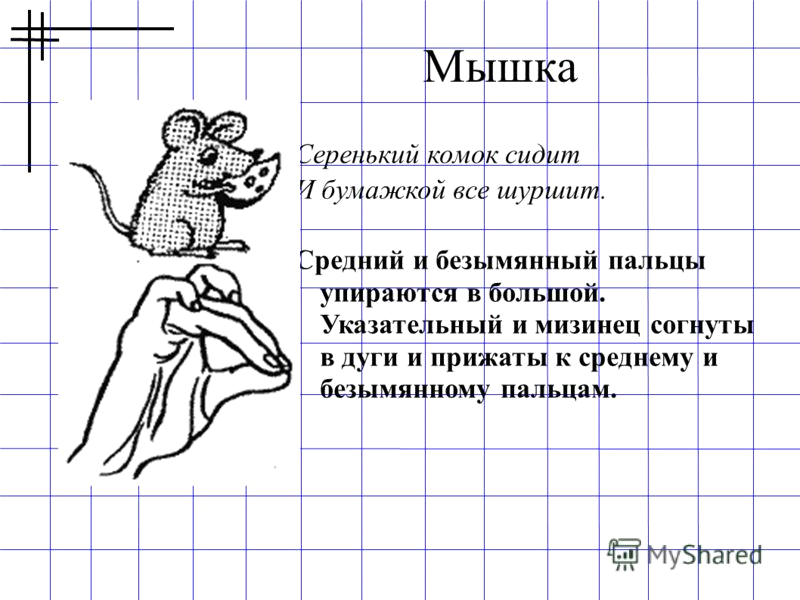 Мышка
Серенький комок сидит
И бумажкой все шуршит.
Средний и безымянный пальцы
упираются в большой.
Указательный и мизинец согнуты
в дуги и прижаты к среднему и
безымянному пальцам.
MyShared